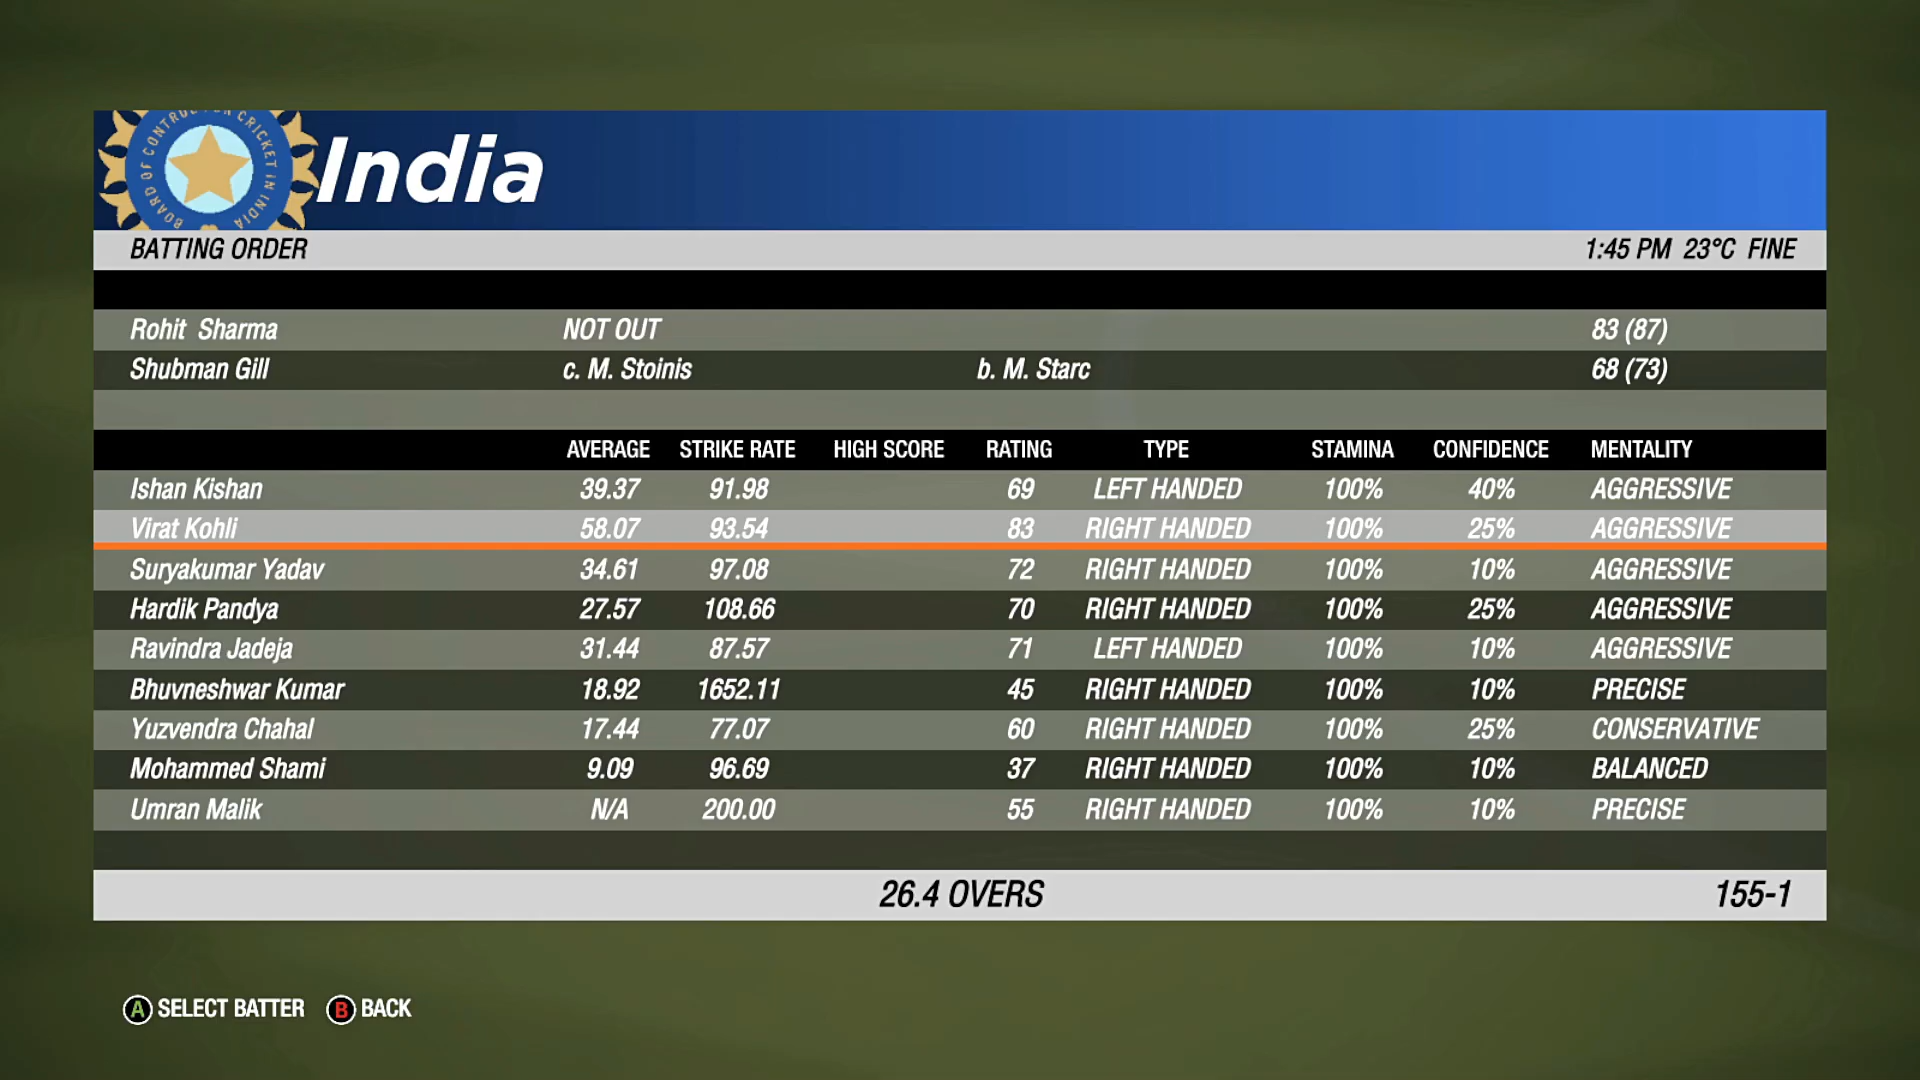 BOARD OF CONTROL FOR CRICKET IN INDIA
India
BATTING ORDER 1:45 PM 23°C FINE
Rohit Sharma NOT OUT 83 (87)
Shubman Gill c. M. Stoinis b. M. Starc 68 (73)
AVERAGE STRIKE RATE HIGH SCORE RATING TYPE STAMINA CONFIDENCE MENTALITY
Ishan Kishan 39.37 91.98 69 LEFT HANDED 100% 40% AGGRESSIVE
Virat Kohli 58.07 93.54 83 RIGHT HANDED 100% 25% AGGRESSIVE
Suryakumar Yadav 34.61 97.08 72 RIGHT HANDED 100% 10% AGGRESSIVE
Hardik Pandya 27.57 108.66 70 RIGHT HANDED 100% 25% AGGRESSIVE
Ravindra Jadeja 31.44 87.57 71 LEFT HANDED 100% 10% AGGRESSIVE
Bhuvneshwar Kumar 18.92 1652.11 45 RIGHT HANDED 100% 10% PRECISE
Yuzvendra Chahal 17.44 77.07 60 RIGHT HANDED 100% 25% CONSERVATIVE
Mohammed Shami 9.09 96.69 37 RIGHT HANDED 100% 10% BALANCED
Umran Malik N/A 200.00 55 RIGHT HANDED 100% 10% PRECISE
26.4 OVERS 155-1
A SELECT BATTER B BACK